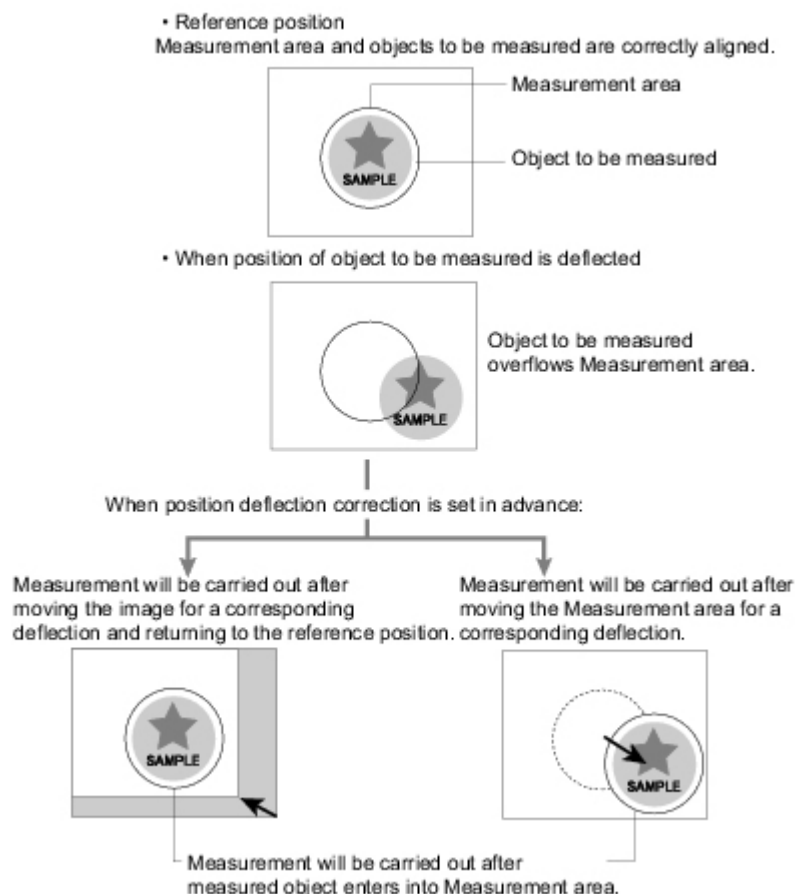 • Reference position
Measurement area and objects to be measured are correctly aligned.
Measurement area
Object to be measured
SAMPLE
• When position of object to be measured is deflected
Object to be measured
overflows Measurement area.
SAMPLE
When position deflection correction is set in advance:
Measurement will be carried out after
moving the image for a corresponding
deflection and returning to the reference position.
Measurement will be carried out after
moving the Measurement area for a
corresponding deflection.
SAMPLE
SAMPLE
Measurement will be carried out after
measured object enters into Measurement area.